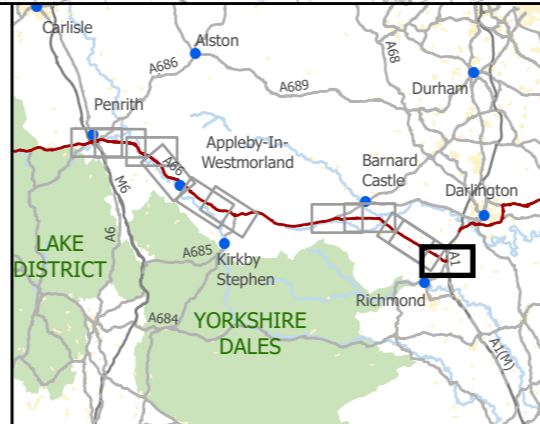 Carlisle
Alston
A686
A689
A68
Durham
Penrith
Appleby-In-
Westmorland
Barnard
Castle
Darlington
A66
M6
A6
LAKE
DISTRICT
A685
Kirkby
Stephen
A1
Richmond
A684
YORKSHIRE
DALES
A1(M)